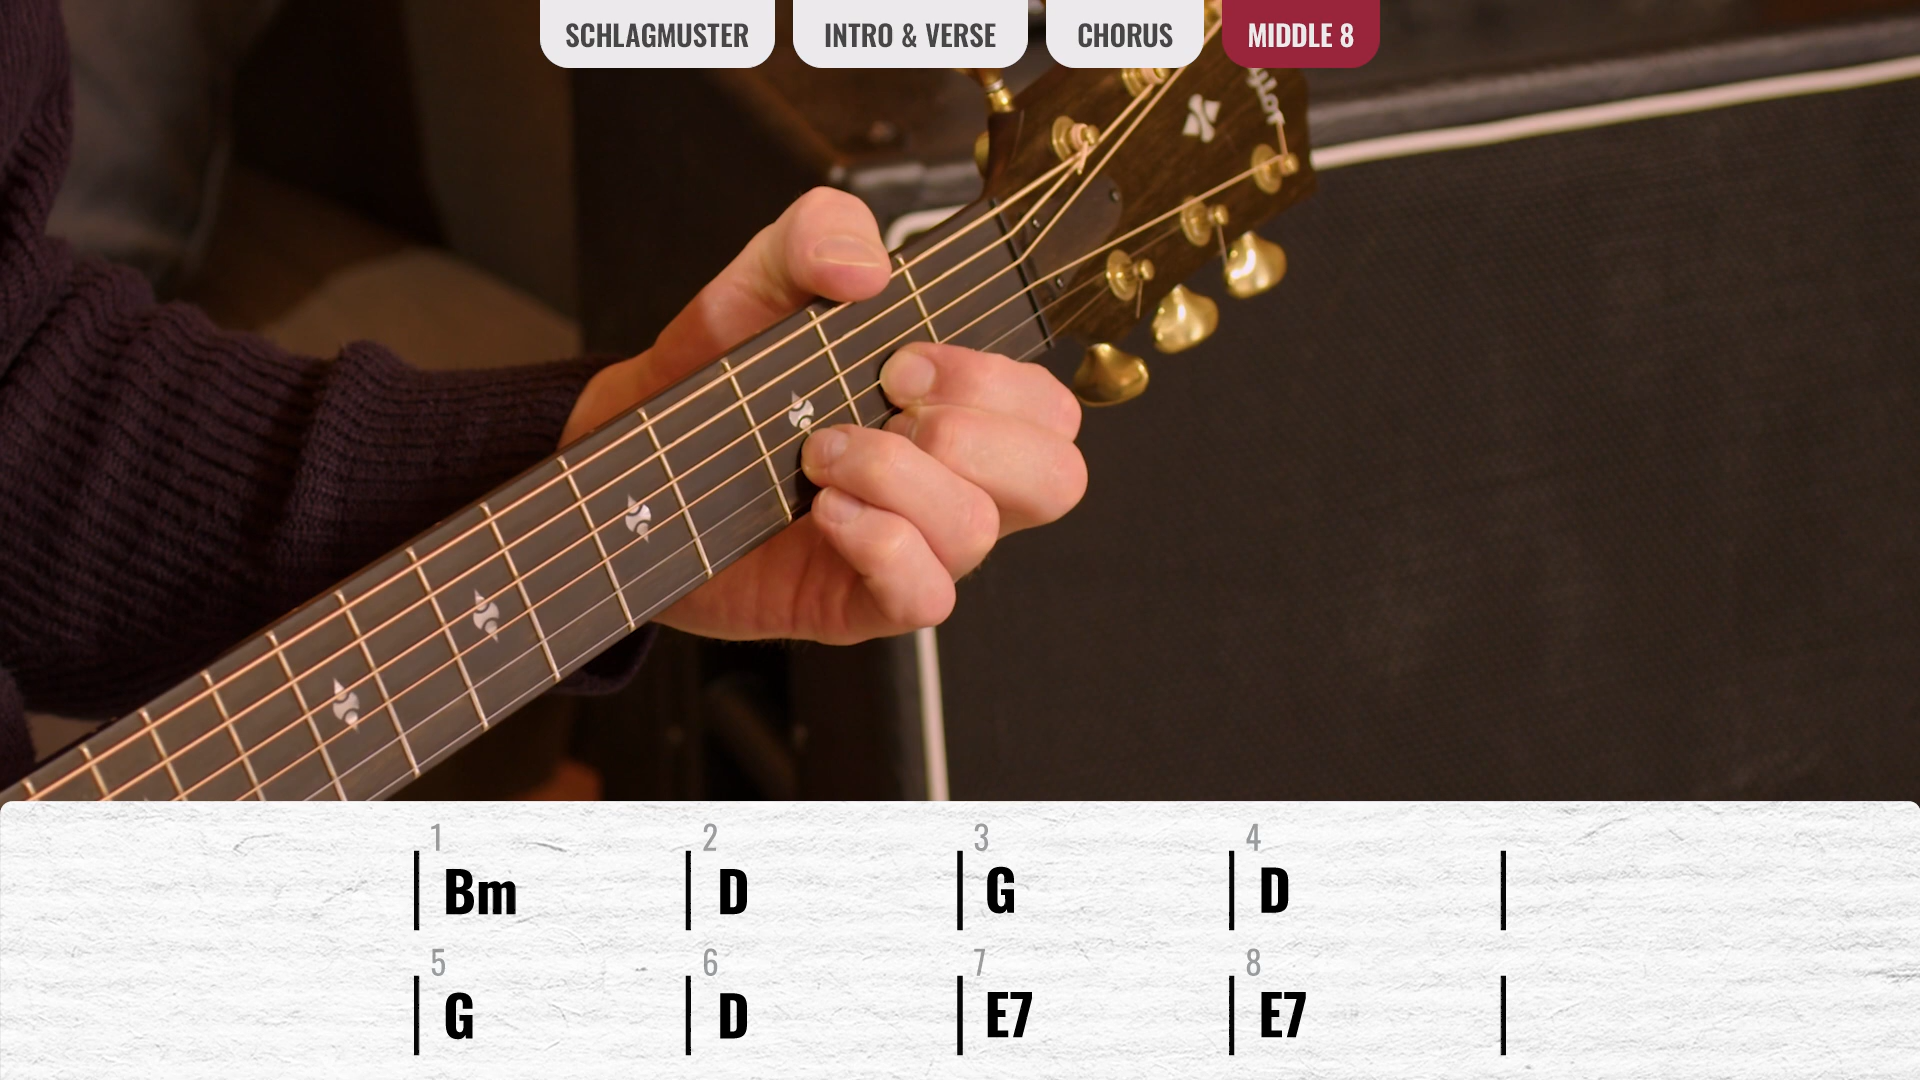 SCHLAGMUSTER INTRO & VERSE CHORUS MIDDLE 8
1 2 3 4
Bm D G D
5 6 7 8
G D E7 E7